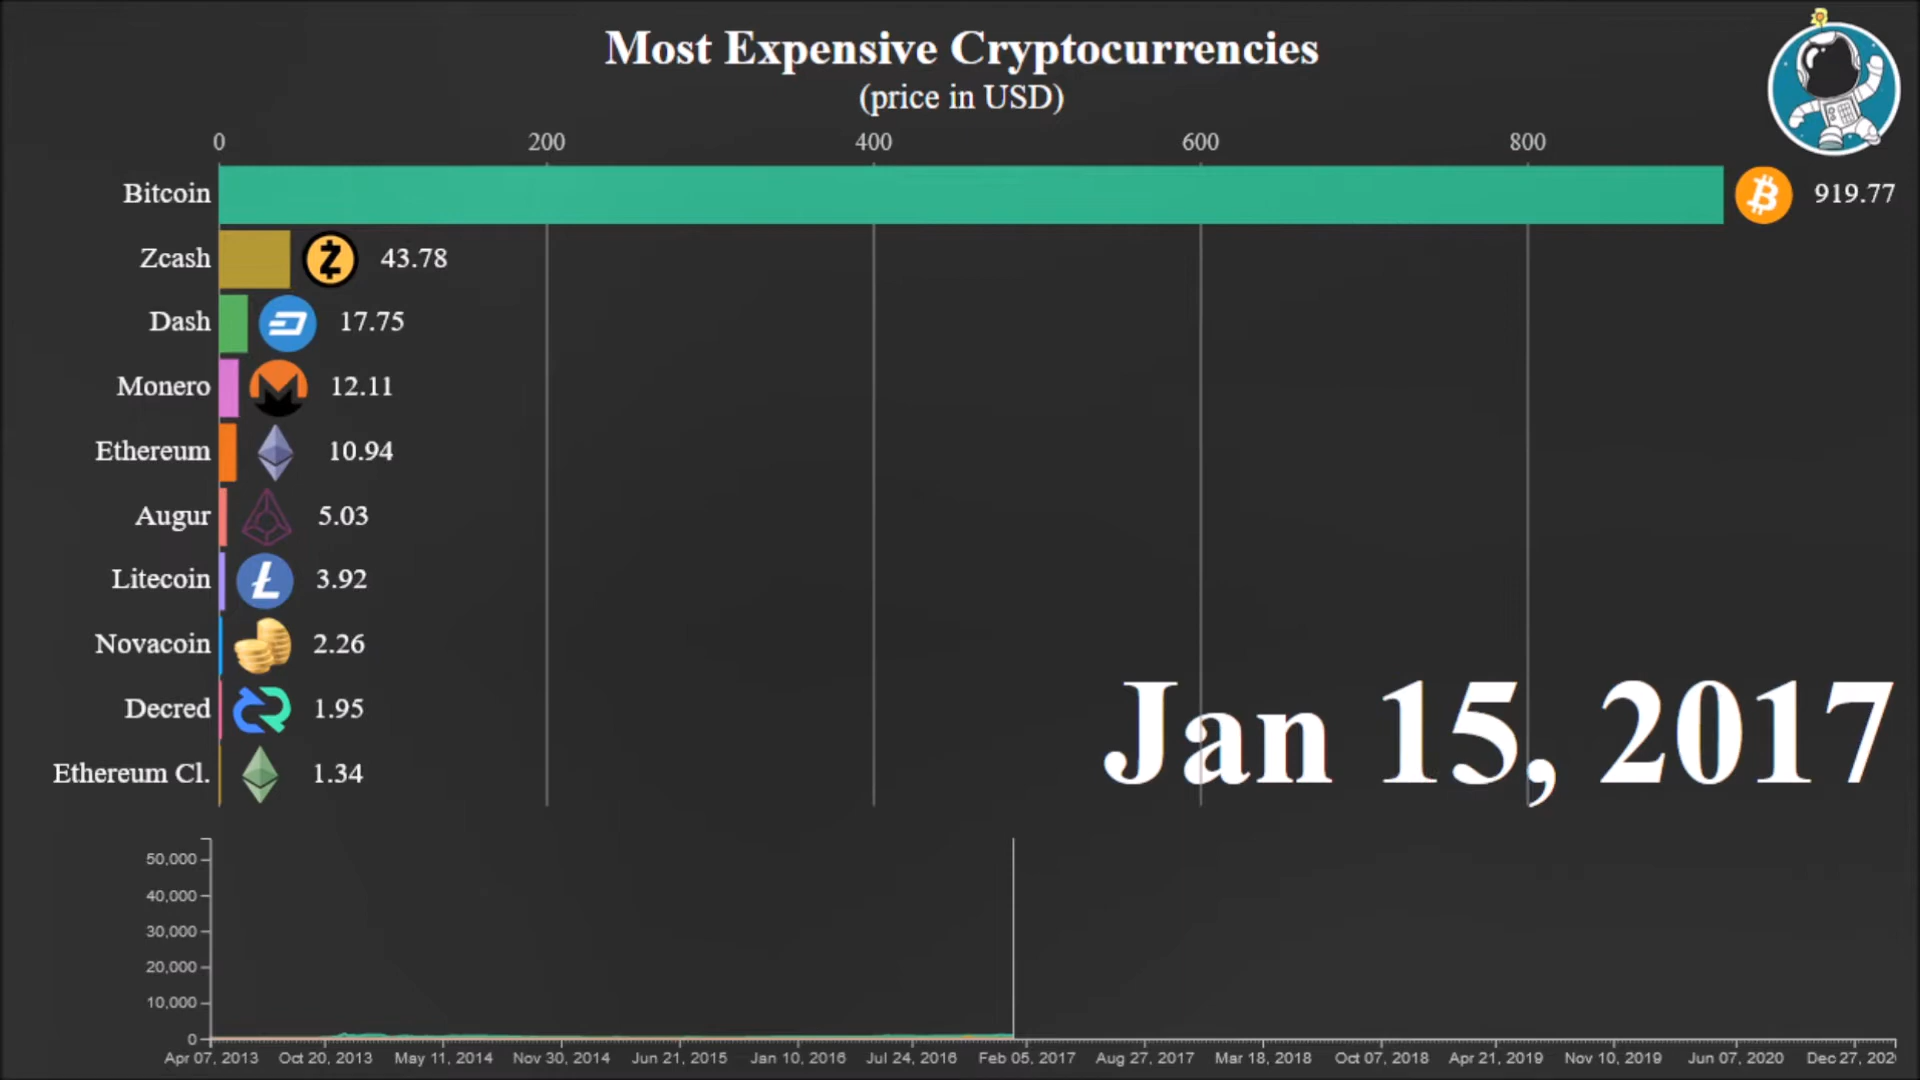 Most Expensive Cryptocurrencies
(price in USD)
0 200 400 600 800
Bitcoin 919.77
Zcash 43.78
Dash 17.75
Monero 12.11
Ethereum 10.94
Augur 5.03
Litecoin 3.92
Novacoin 2.26
Decred 1.95
Ethereum Cl. 1.34
Jan 15, 2017
50,000
40,000
30,000
20,000
10,000
0
Apr 07, 2013 Oct 20, 2013 May 11, 2014 Nov 30, 2014 Jun 21, 2015 Jan 10, 2016 Jul 24, 2016 Feb 05, 2017 Aug 27, 2017 Mar 18, 2018 Oct 07, 2018 Apr 21, 2019 Nov 10, 2019 Jun 07, 2020 Dec 27, 202